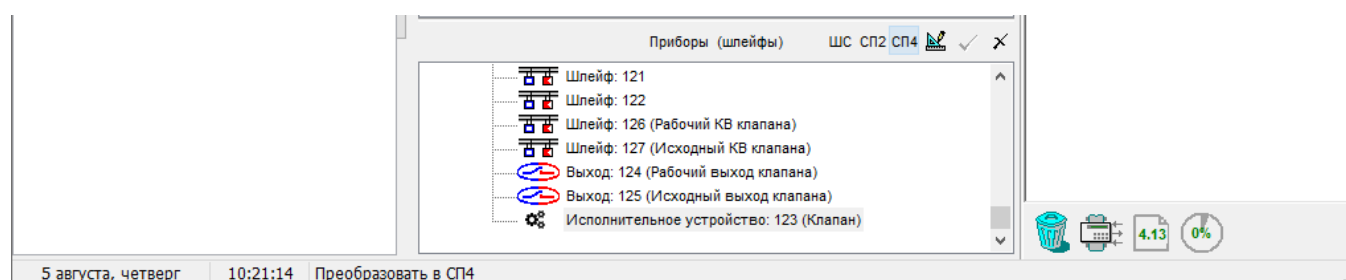 Приборы (шлейфы) ШС СП2 СП4
Шлейф: 121
Шлейф: 122
Шлейф: 126 (Рабочий КВ клапана)
Шлейф: 127 (Исходный КВ клапана)
Выход: 124 (Рабочий выход клапана)
Выход: 125 (Исходный выход клапана)
Исполнительное устройство: 123 (Клапан)
4.13 0%
5 августа, четверг 10:21:14 Преобразовать в СП4